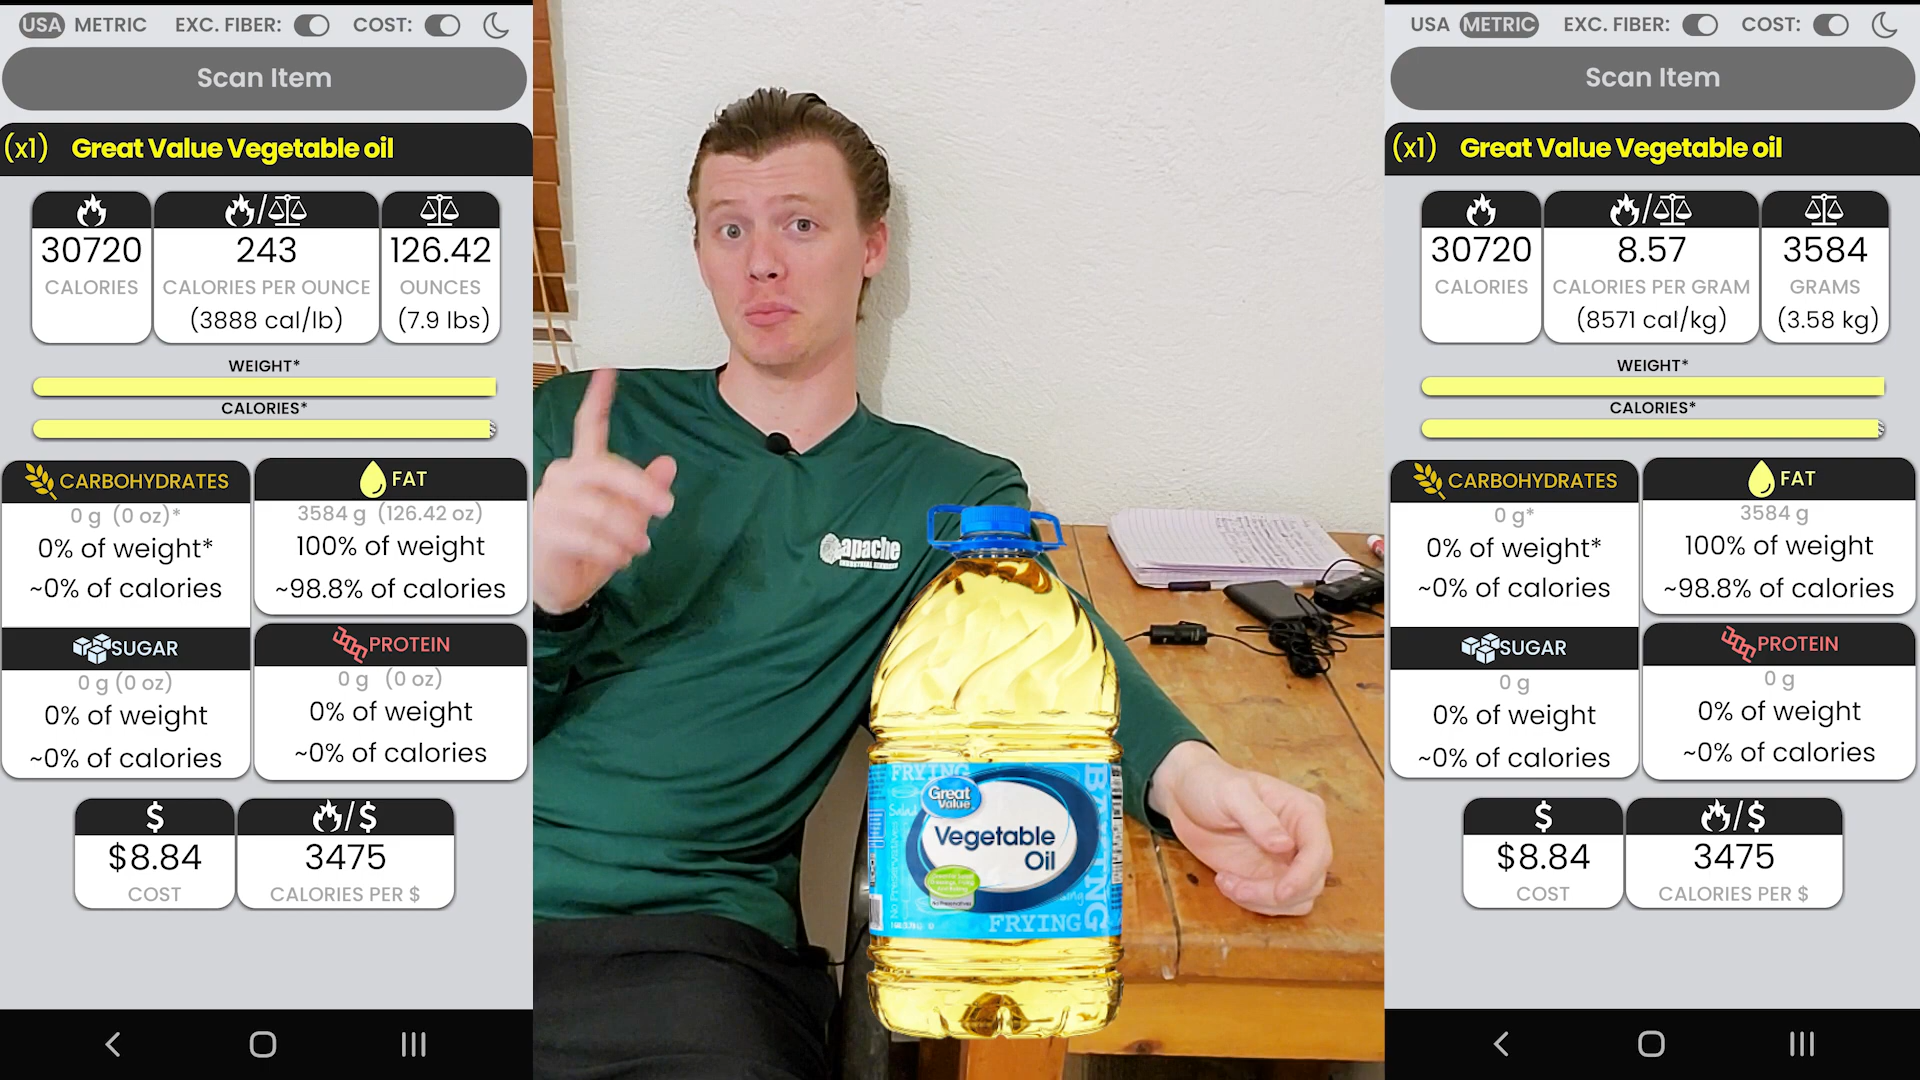 USA METRIC EXC. FIBER: COST:
Scan Item
(x1) Great Value Vegetable oil
30720
CALORIES
243
CALORIES PER OUNCE
(3888 cal/lb)
126.42
OUNCES
(7.9 lbs)
WEIGHT*
CALORIES*
CARBOHYDRATES
0 g (0 oz)*
0% of weight*
~0% of calories
FAT
3584 g (126.42 oz)
100% of weight
~98.8% of calories
SUGAR
0 g (0 oz)
0% of weight
~0% of calories
PROTEIN
0 g (0 oz)
0% of weight
~0% of calories
$
$8.84
COST
/$
3475
CALORIES PER $
apache
FRYING
BAKING
Great
Value
Salad
Vegetable
Oil
No Preservatives
FRYING
USA METRIC EXC. FIBER: COST:
Scan Item
(x1) Great Value Vegetable oil
30720
CALORIES
8.57
CALORIES PER GRAM
(8571 cal/kg)
3584
GRAMS
(3.58 kg)
WEIGHT*
CALORIES*
CARBOHYDRATES
0 g*
0% of weight*
~0% of calories
FAT
3584 g
100% of weight
~98.8% of calories
SUGAR
0 g
0% of weight
~0% of calories
PROTEIN
0 g
0% of weight
~0% of calories
$
$8.84
COST
/$
3475
CALORIES PER $